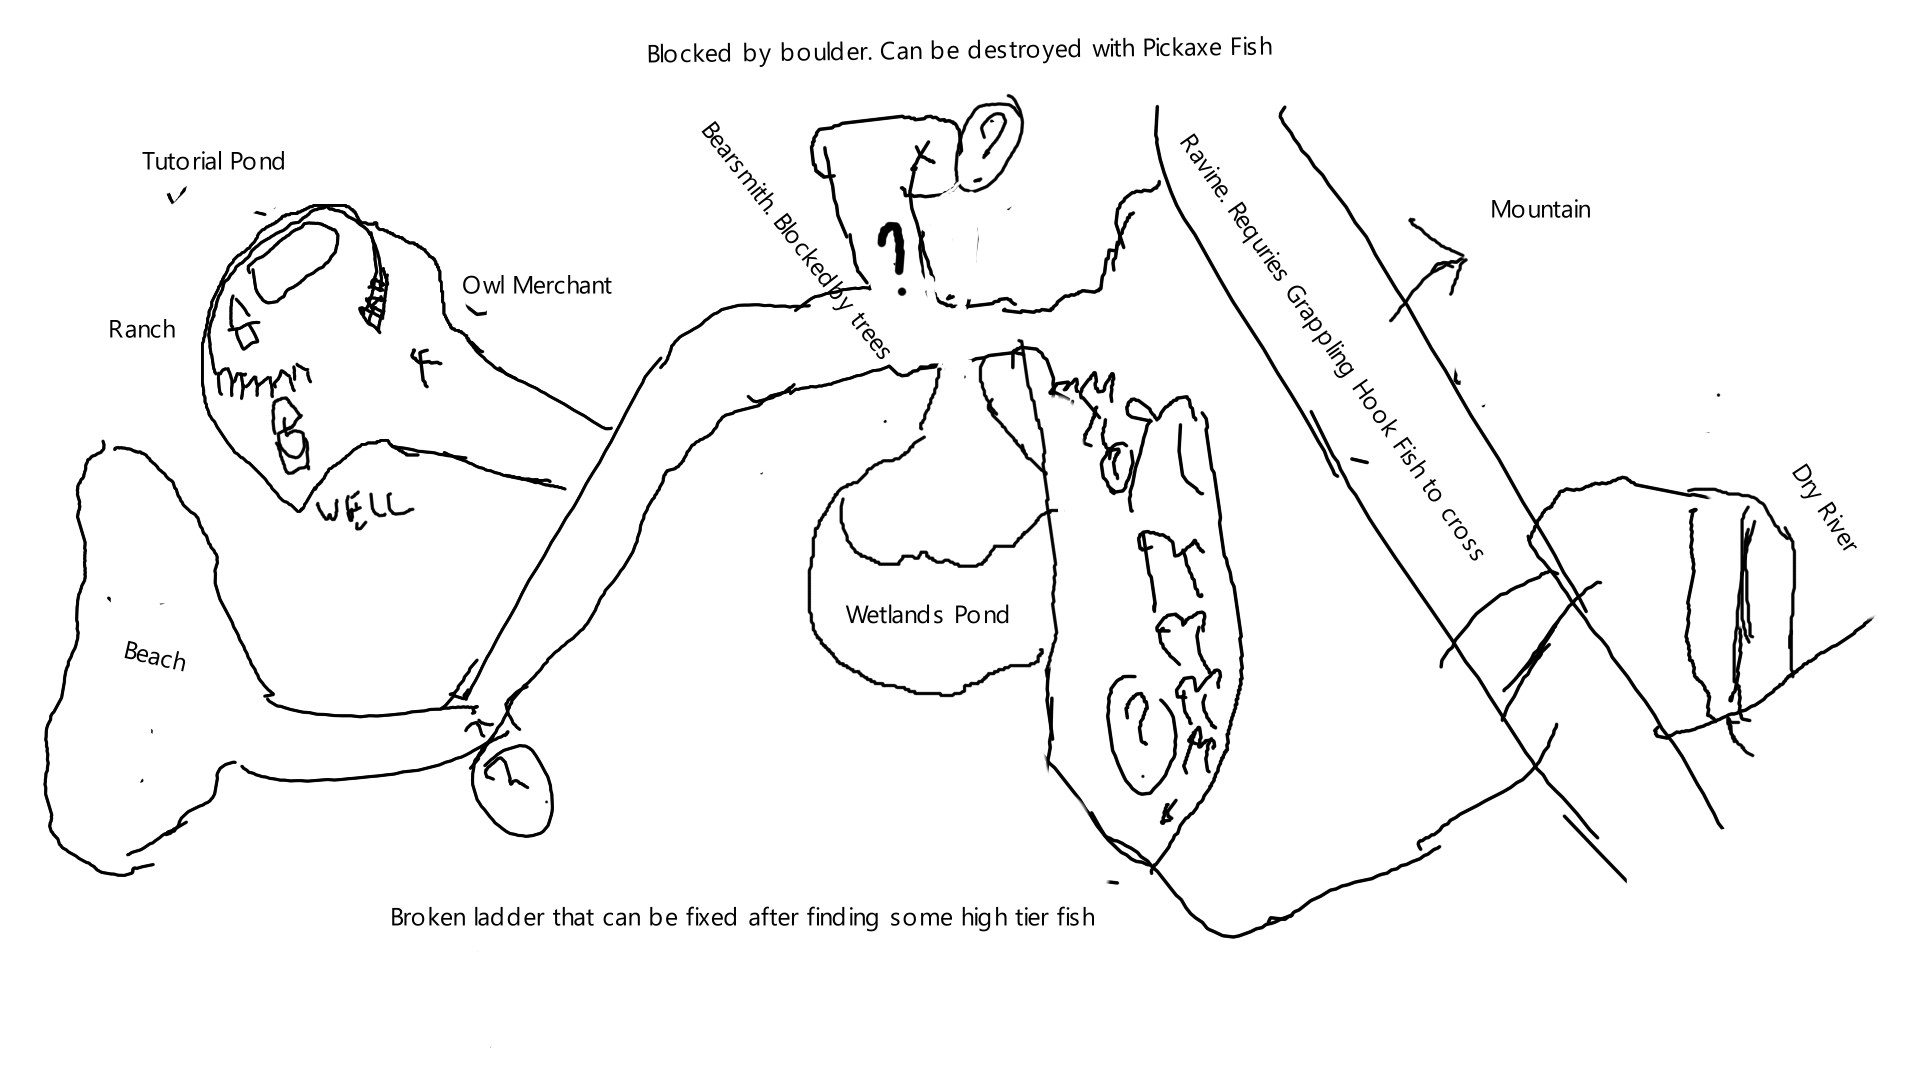 Blocked by boulder. Can be destroyed with Pickaxe Fish
Tutorial Pond
Bearsmith. Blocked by trees
?
?
Ravine. Requries Grappling Hook Fish to cross
Mountain
Owl Merchant
Ranch
WELL
Dry River
Wetlands Pond
Beach
?
?
Broken ladder that can be fixed after finding some high tier fish